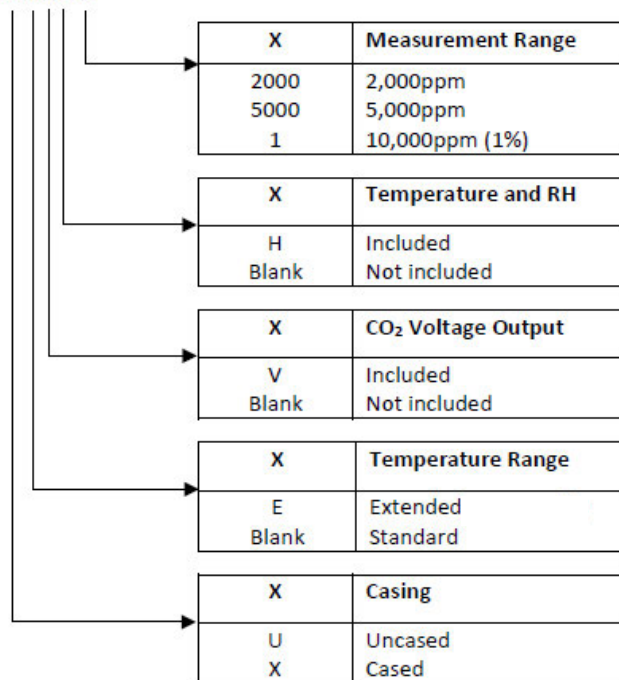 X Measurement Range
2000 2,000ppm
5000 5,000ppm
1 10,000ppm (1%)
X Temperature and RH
H Included
Blank Not included
X CO₂ Voltage Output
V Included
Blank Not included
X Temperature Range
E Extended
Blank Standard
X Casing
U Uncased
X Cased